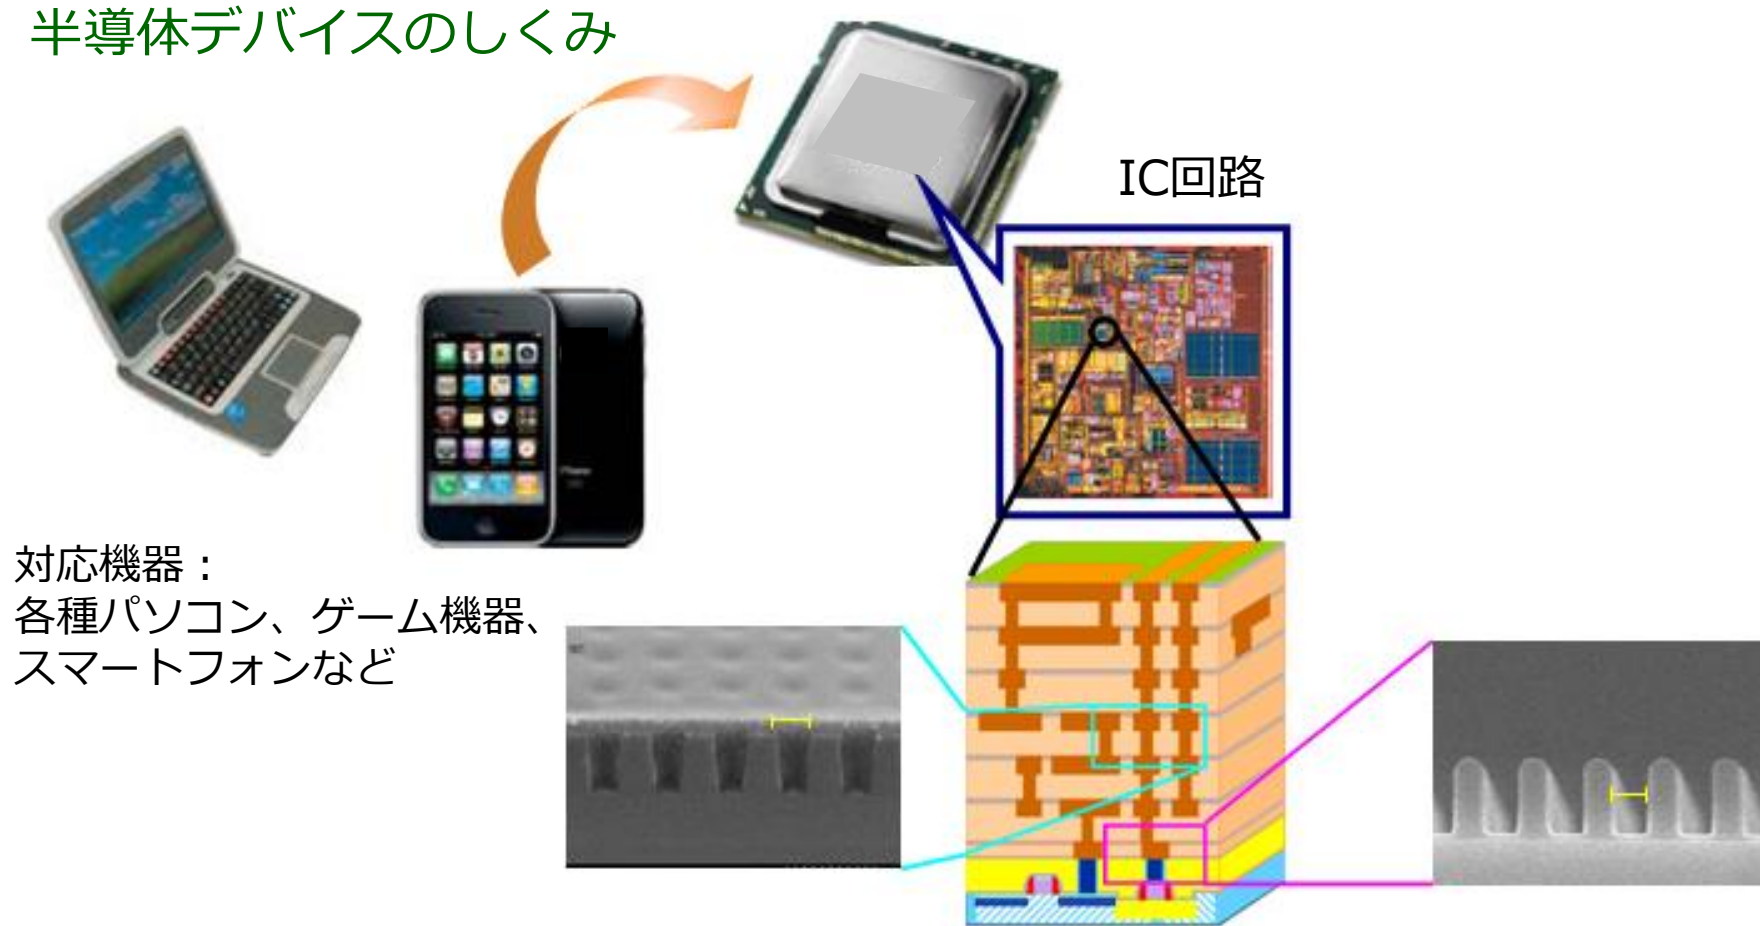 半導体デバイスのしくみ
IC回路
対応機器：
各種パソコン、ゲーム機器、
スマートフォンなど